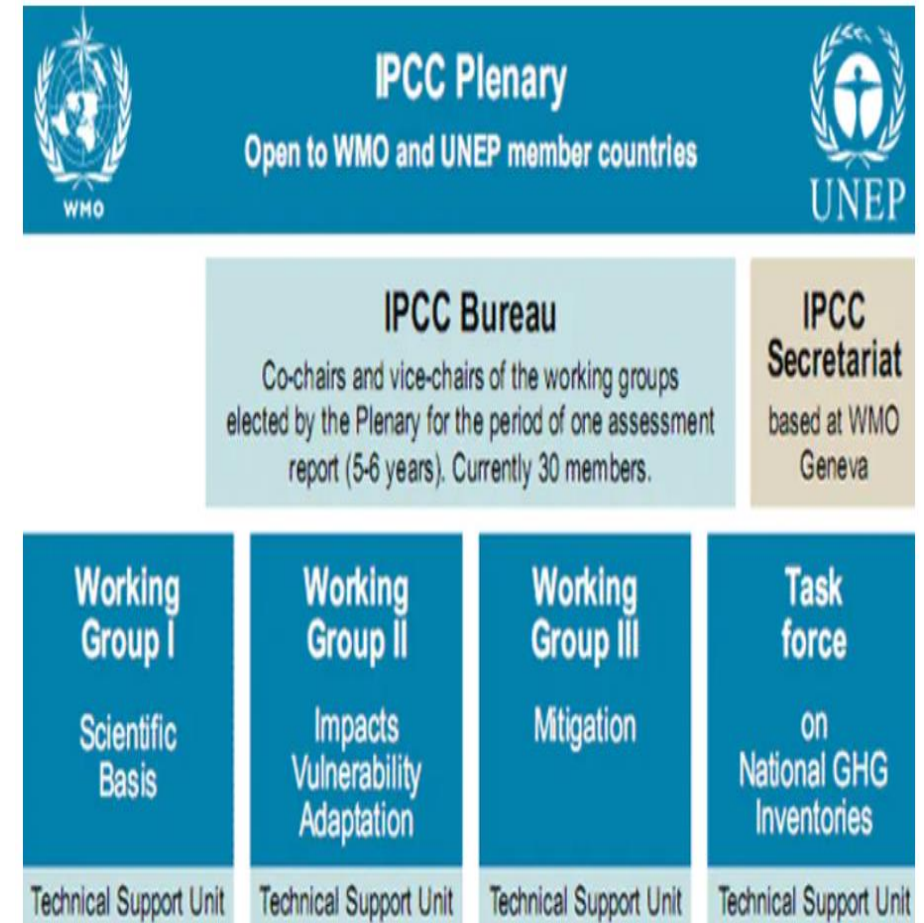 IPCC Plenary
Open to WMO and UNEP member countries
WMO
UNEP
IPCC Bureau
Co-chairs and vice-chairs of the working groups
elected by the Plenary for the period of one assessment
report (5-6 years). Currently 30 members.
IPCC
Secretariat
based at WMO
Geneva
Working
Group I
Scientific
Basis
Technical Support Unit
Working
Group II
Impacts
Vulnerability
Adaptation
Technical Support Unit
Working
Group III
Mitigation
Technical Support Unit
Task
force
on
National GHG
Inventories
Technical Support Unit